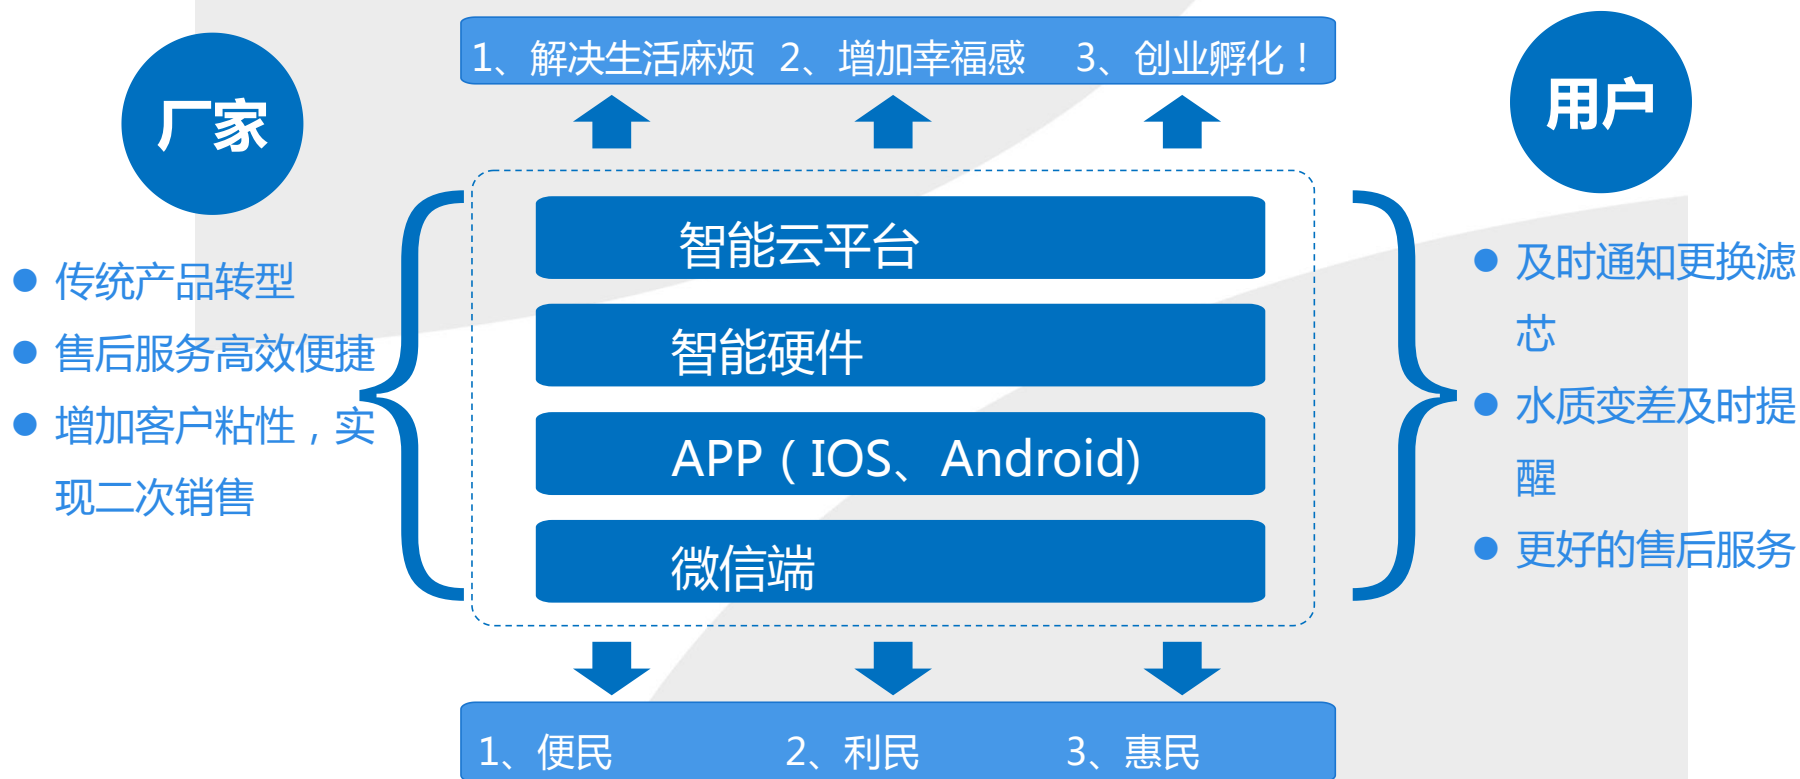 1、解决生活麻烦 2、增加幸福感 3、创业孵化！
厂家
传统产品转型
售后服务高效便捷
增加客户粘性，实
现二次销售
智能云平台
智能硬件
APP（IOS、Android)
微信端
用户
及时通知更换滤
芯
水质变差及时提
醒
更好的售后服务
1、便民 2、利民 3、惠民